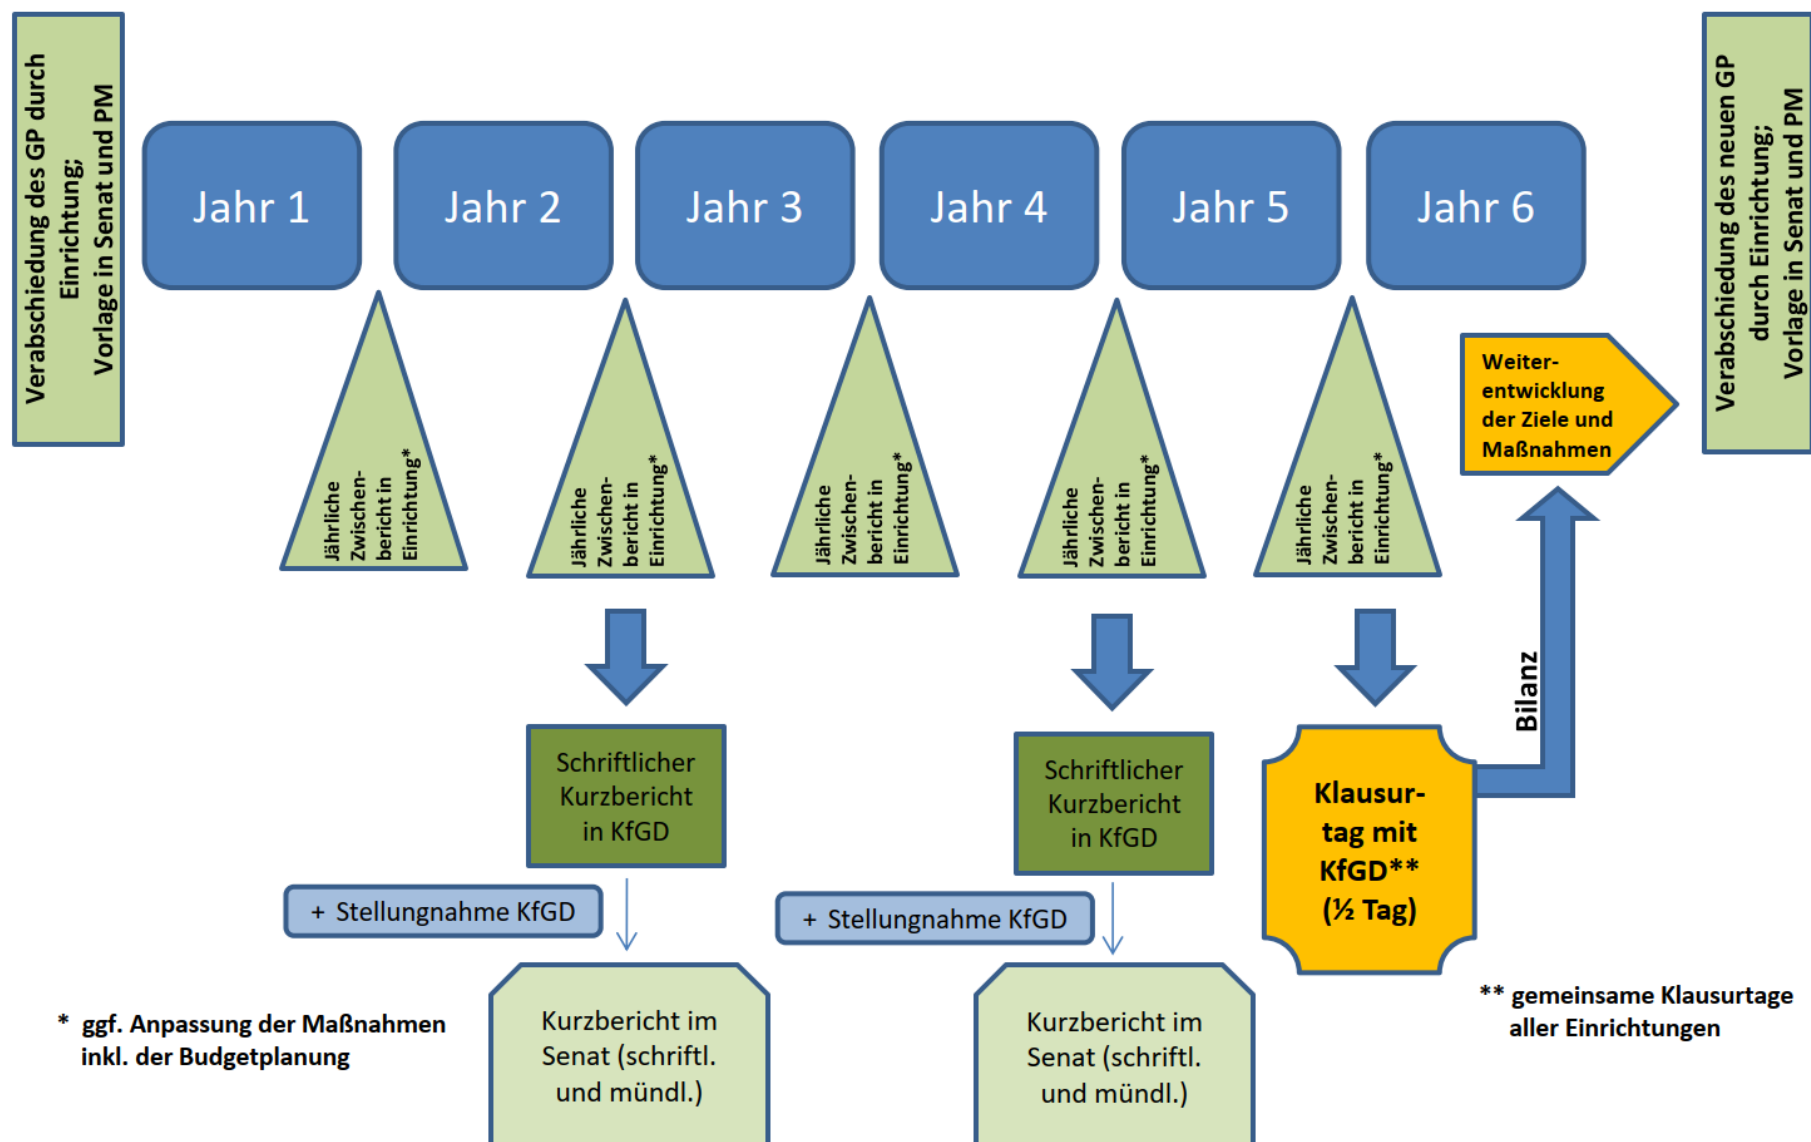 Verabschiedung des GP durch
Einrichtung;
Vorlage in Senat und PM
Jahr 1
Jahr 2
Jahr 3
Jahr 4
Jahr 5
Jahr 6
Verabschiedung des neuen GP
durch Einrichtung;
Vorlage in Senat und PM
Jährliche
Zwischen-
bericht in
Einrichtung*
Jährliche
Zwischen-
bericht in
Einrichtung*
Jährliche
Zwischen-
bericht in
Einrichtung*
Jährliche
Zwischen-
bericht in
Einrichtung*
Jährliche
Zwischen-
bericht in
Einrichtung*
Weiter-
entwicklung
der Ziele und
Maßnahmen
Bilanz
Schriftlicher
Kurzbericht
in KfGD
Schriftlicher
Kurzbericht
in KfGD
Klausur-
tag mit
KfGD**
(½ Tag)
+ Stellungnahme KfGD
+ Stellungnahme KfGD
Kurzbericht im
Senat (schriftl.
und mündl.)
Kurzbericht im
Senat (schriftl.
und mündl.)
* ggf. Anpassung der Maßnahmen
inkl. der Budgetplanung
** gemeinsame Klausurtage
aller Einrichtungen